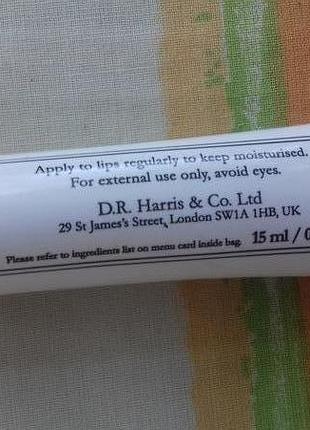 Apply to lips regularly to keep moisturised.
For external use only, avoid eyes.
D.R. Harris & Co. Ltd
29 St James's Street, London SW1A 1HB, UK
Please refer to ingredients list on menu card inside bag. 15 ml / 0